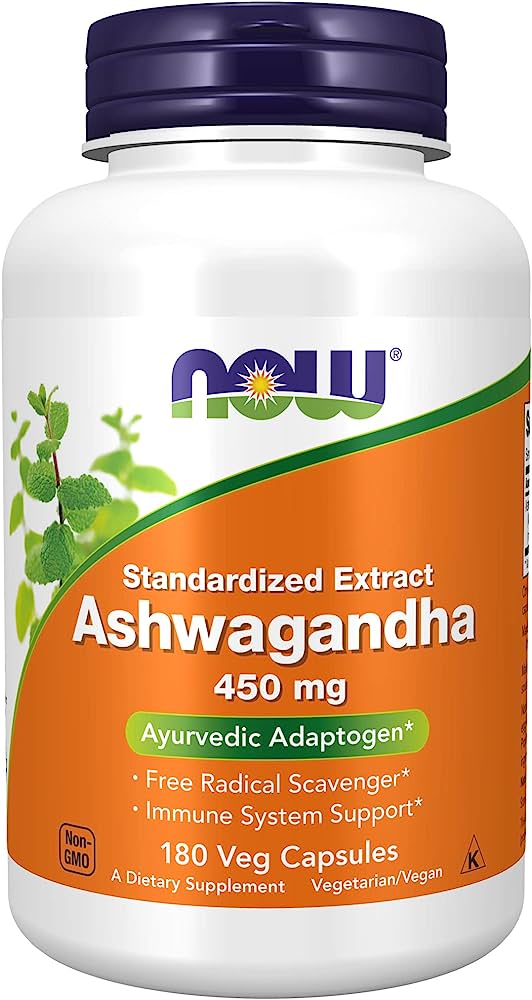 NOW®
Standardized Extract
Ashwagandha
450 mg
Ayurvedic Adaptogen*
• Free Radical Scavenger*
• Immune System Support*
Non-
GMO
180 Veg Capsules
K
A Dietary Supplement Vegetarian/Vegan